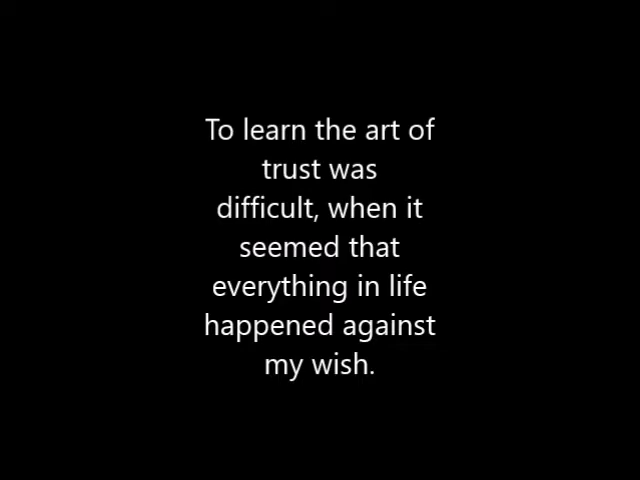 To learn the art of
trust was
difficult, when it
seemed that
everything in life
happened against
my wish.